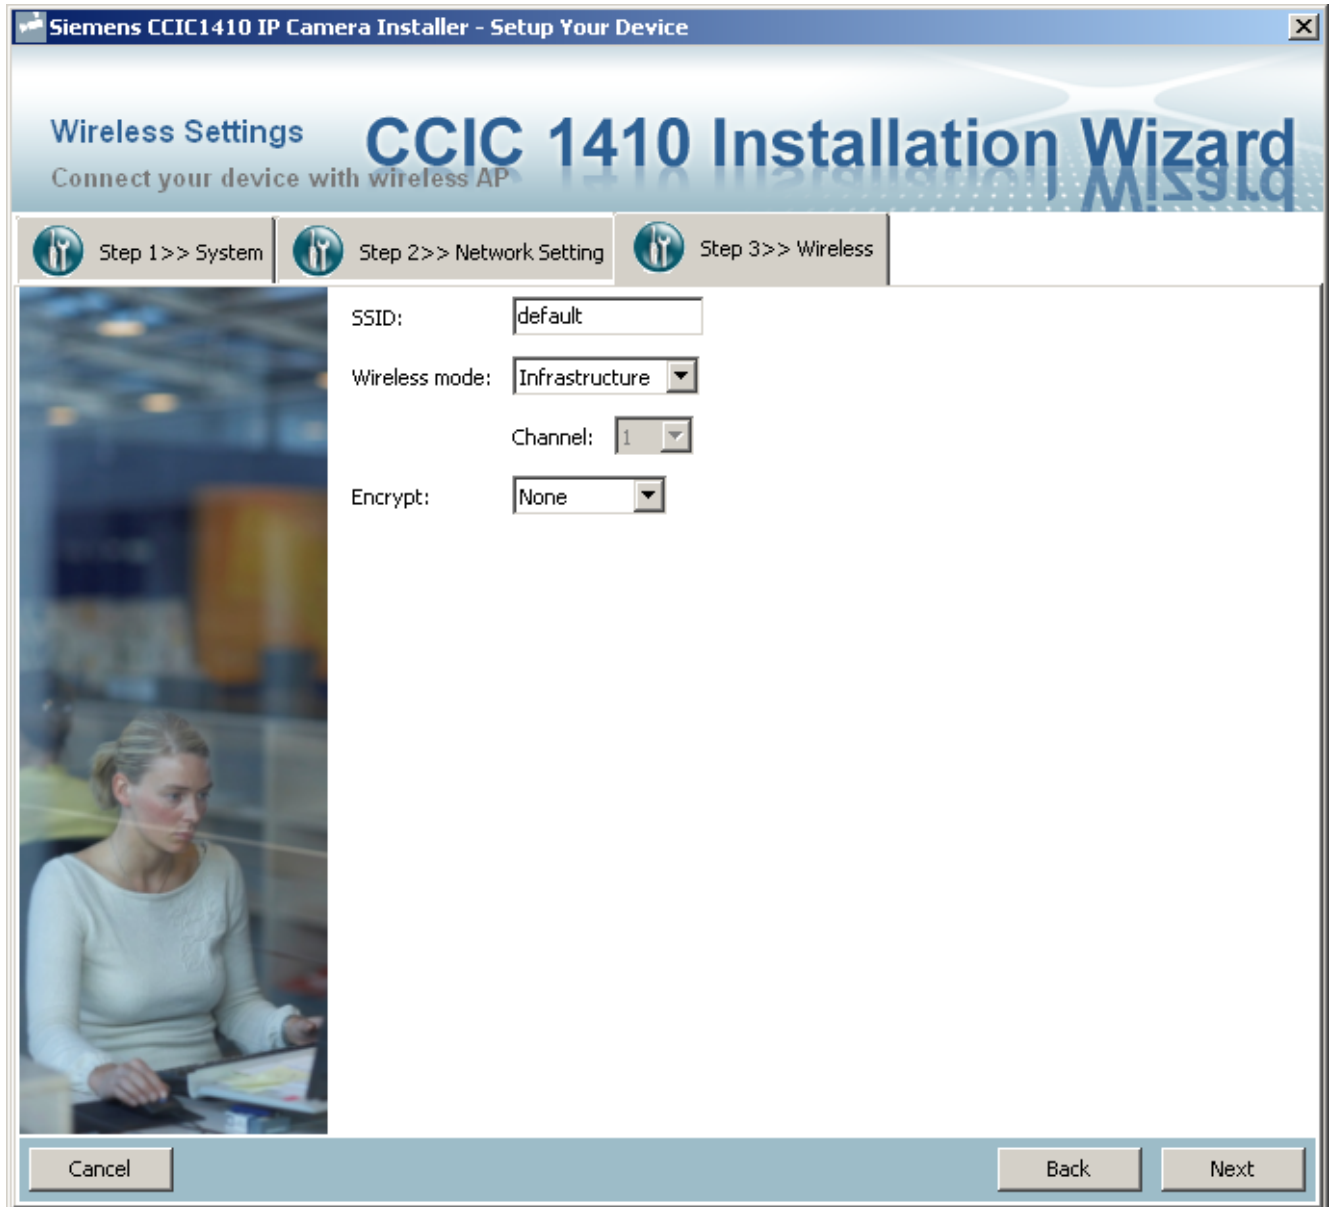 Siemens CCIC1410 IP Camera Installer - Setup Your Device
Wireless Settings
CCIC 1410 Installation Wizard
Connect your device with wireless AP
Step 1>> System
Step 2>> Network Setting
Step 3>> Wireless
SSID: default
Wireless mode: Infrastructure
Channel: 1
Encrypt: None
Cancel
Back
Next